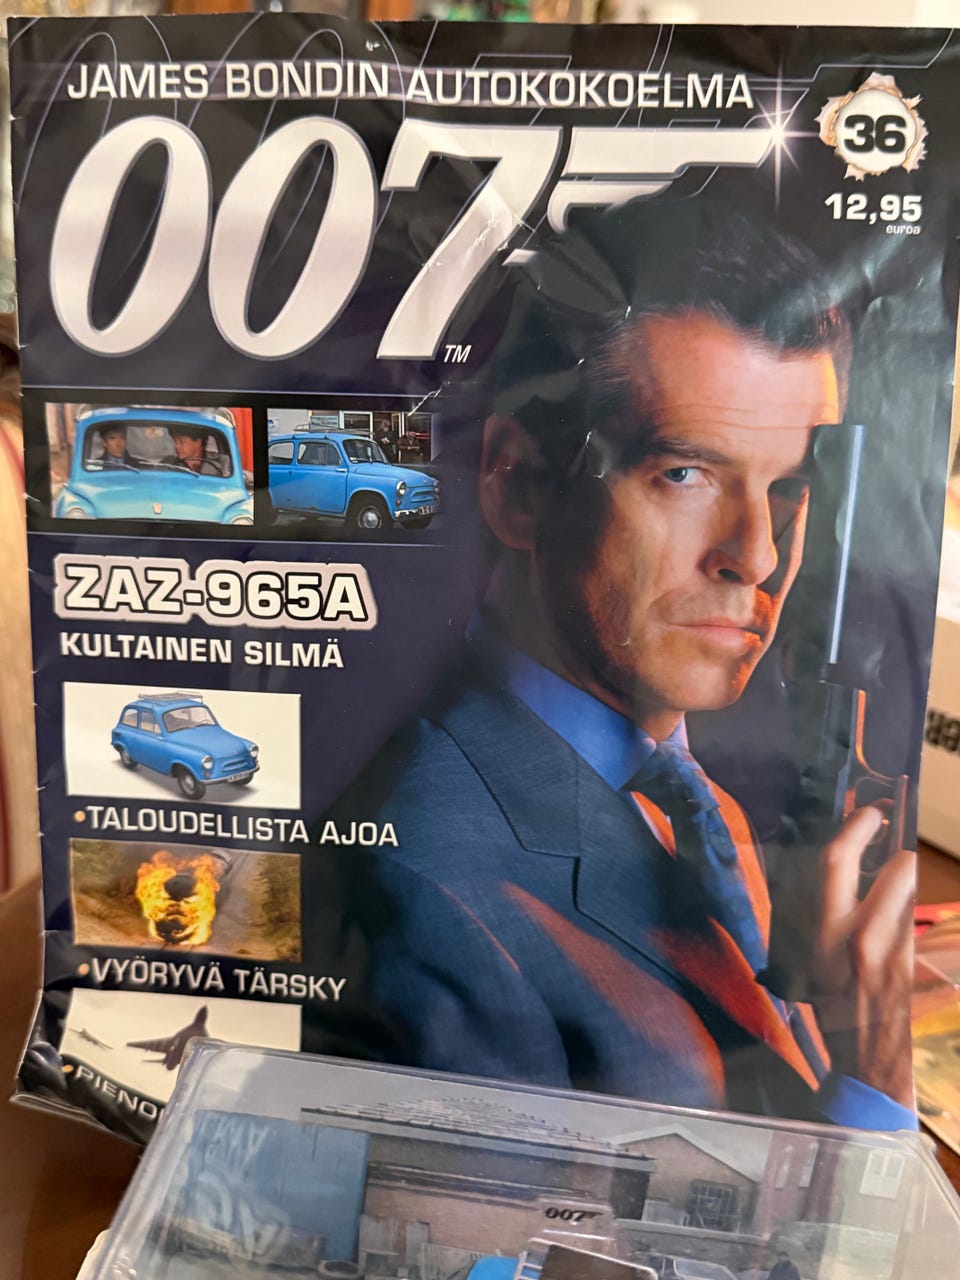 JAMES BONDIN AUTOKOKOELMA
007
TM
36
12,95
euroa
ZAZ-965A
KULTAINEN SILMÄ
•TALOUDELLISTA AJOA
•VYÖRYVÄ TÄRSKY
007